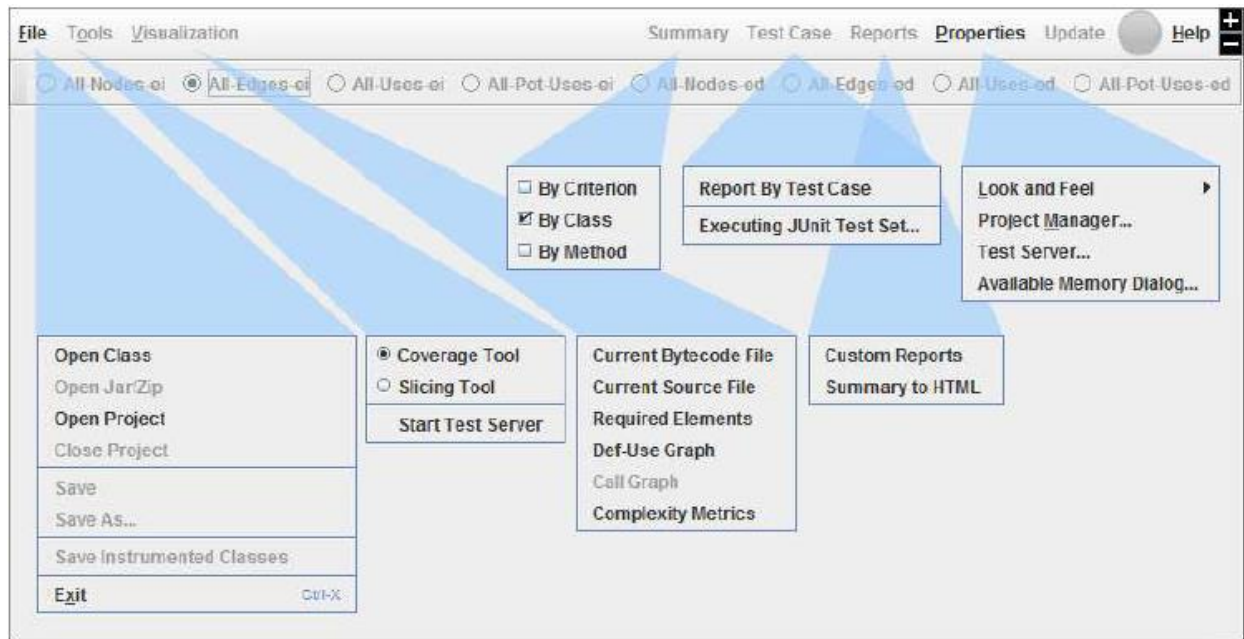 File Tools Visualization Summary Test Case Reports Properties Update Help
All-Nodes-ei All-Edges-ei All-Uses-ei All-Pot-Uses-ei All-Nodes-ed All-Edges-ed All-Uses-ed All-Pot-Uses-ed
By Criterion
By Class
By Method
Report By Test Case
Executing JUnit Test Set...
Look and Feel
Project Manager...
Test Server...
Available Memory Dialog...
Open Class
Open Jar/Zip
Open Project
Close Project
Save
Save As...
Save Instrumented Classes
Exit Ctrl-X
Coverage Tool
Slicing Tool
Start Test Server
Current Bytecode File
Current Source File
Required Elements
Def-Use Graph
Call Graph
Complexity Metrics
Custom Reports
Summary to HTML